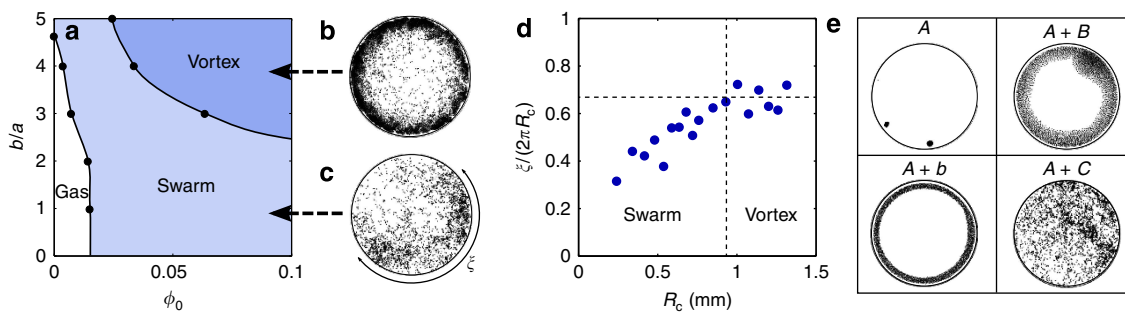 a
b/a
5
4
3
2
1
0
Gas
Swarm
Vortex
0
0.05
0.1
ϕ0
b
c
ξ
d
ξ/(2πRc)
1
0.8
0.6
0.4
0.2
0
Swarm
Vortex
0
0.5
1
1.5
Rc (mm)
e
A
A + B
A + b
A + C